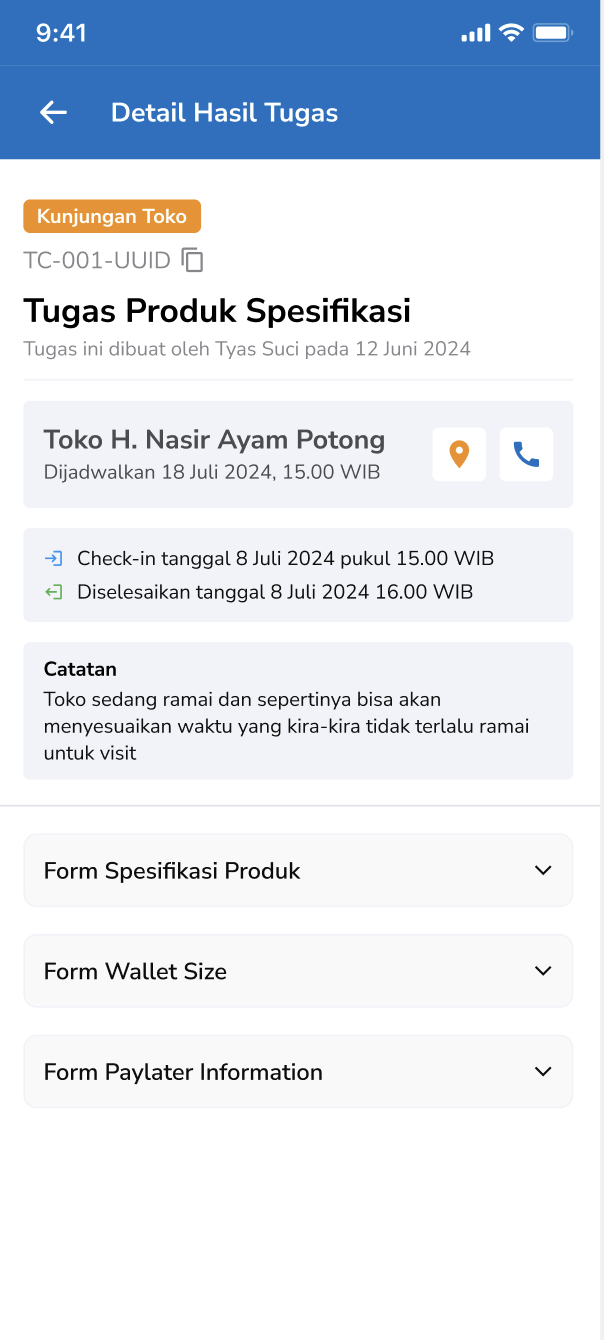 9:41
Detail Hasil Tugas
Kunjungan Toko
TC-001-UUID
Tugas Produk Spesifikasi
Tugas ini dibuat oleh Tyas Suci pada 12 Juni 2024
Toko H. Nasir Ayam Potong
Dijadwalkan 18 Juli 2024, 15.00 WIB
Check-in tanggal 8 Juli 2024 pukul 15.00 WIB
Diselesaikan tanggal 8 Juli 2024 16.00 WIB
Catatan
Toko sedang ramai dan sepertinya bisa akan
menyesuaikan waktu yang kira-kira tidak terlalu ramai
untuk visit
Form Spesifikasi Produk
Form Wallet Size
Form Paylater Information